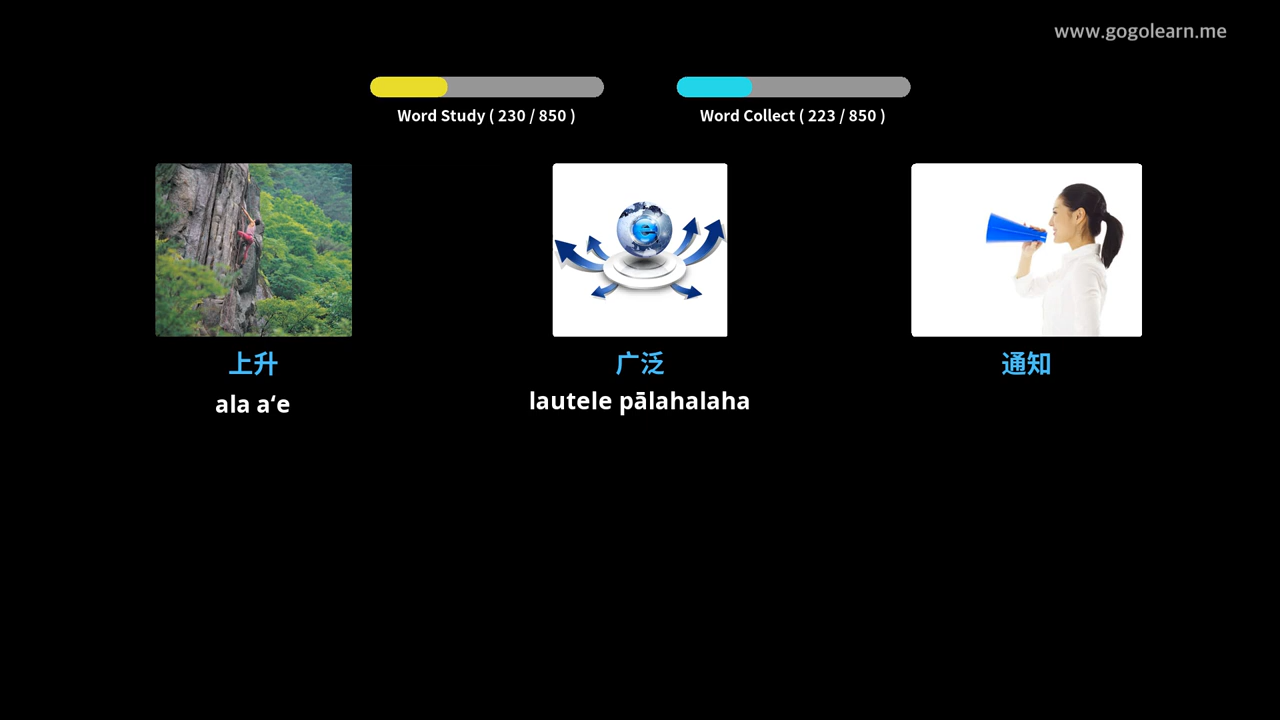 www.gogolearn.me
Word Study ( 230 / 850 )
Word Collect ( 223 / 850 )
e
上升
广泛
通知
ala aʻe
lautele pālahalaha